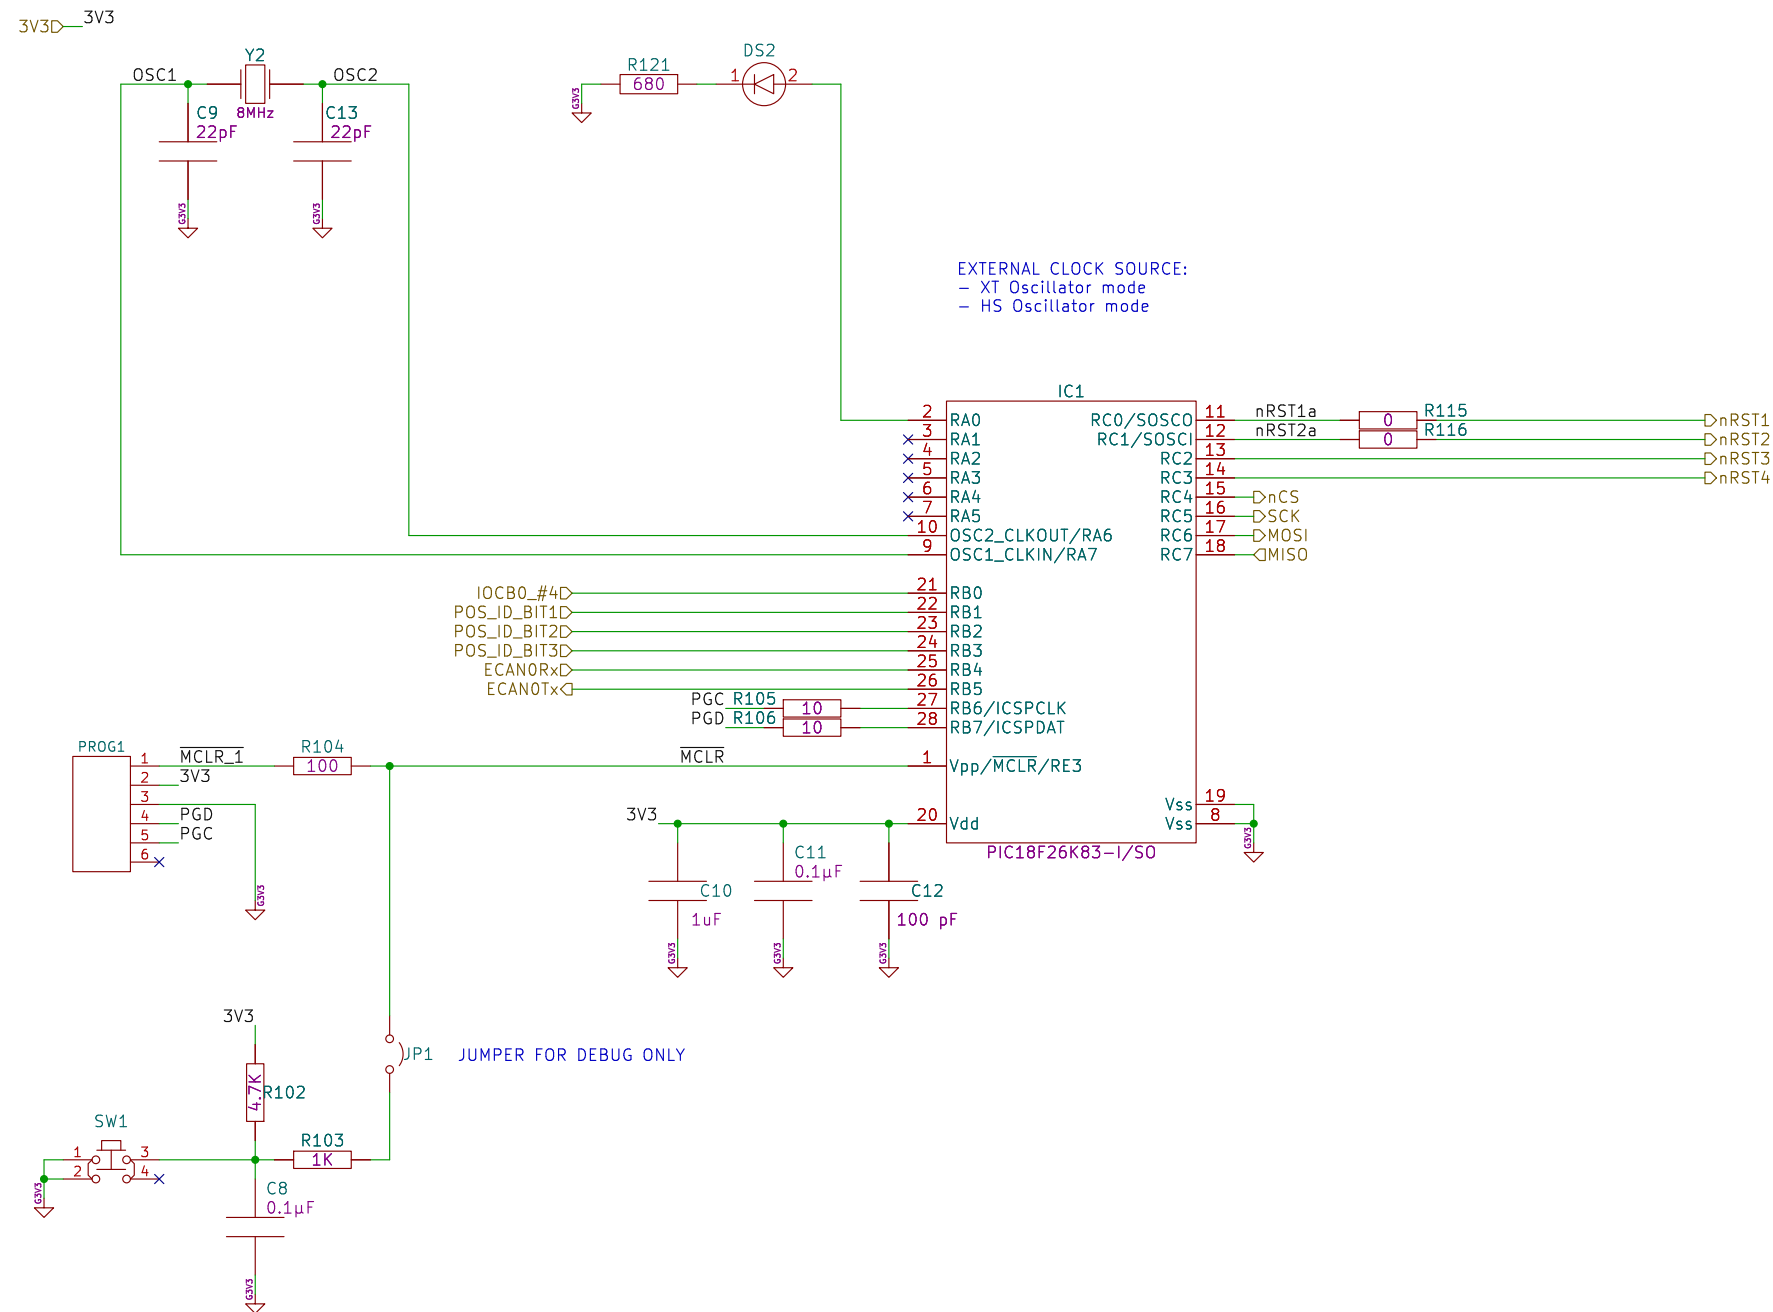 3V3
3V3
Y2
OSC1
OSC2
8MHz
C9
22pF
C13
22pF
G3V3
G3V3
R121
680
G3V3
DS2
1
2
EXTERNAL CLOCK SOURCE:
- XT Oscillator mode
- HS Oscillator mode
IC1
2 RA0
3 RA1
4 RA2
5 RA3
6 RA4
7 RA5
10 OSC2_CLKOUT/RA6
9 OSC1_CLKIN/RA7
IOCB0_#4 21 RB0
POS_ID_BIT1 22 RB1
POS_ID_BIT2 23 RB2
POS_ID_BIT3 24 RB3
ECAN0Rx 25 RB4
ECAN0Tx 26 RB5
PGC R105 10 27 RB6/ICSPCLK
PGD R106 10 28 RB7/ICSPDAT
MCLR 1 Vpp/MCLR/RE3
3V3 20 Vdd
RC0/SOSCO 11 nRST1a 0 R115 nRST1
RC1/SOSCI 12 nRST2a 0 R116 nRST2
RC2 13 nRST3
RC3 14 nRST4
RC4 15 nCS
RC5 16 SCK
RC6 17 MOSI
RC7 18 MISO
Vss 19
Vss 8
G3V3
PIC18F26K83-I/SO
PROG1
1 MCLR_1
2 3V3
3
4 PGD
5 PGC
6
R104
100
G3V3
C10
1uF
C11
0.1µF
C12
100 pF
G3V3
G3V3
G3V3
3V3
4.7K
R102
JP1
JUMPER FOR DEBUG ONLY
SW1
1
2
3
4
R103
1K
G3V3
C8
0.1µF
G3V3